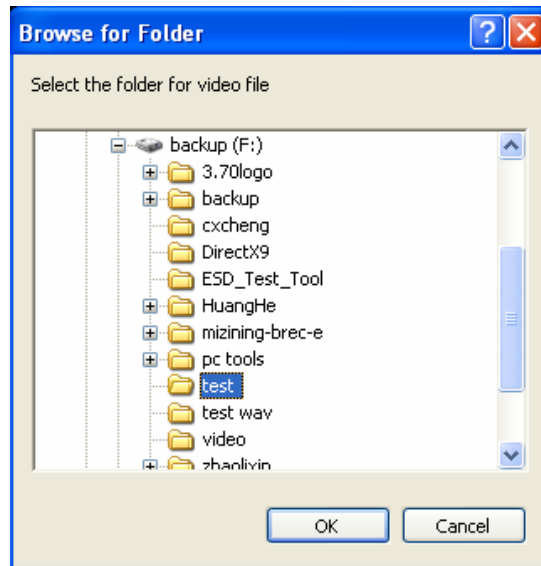 Browse for Folder
Select the folder for video file
backup (F:)
3.70logo
backup
cxcheng
DirectX9
ESD_Test_Tool
HuangHe
mizining-brec-e
pc tools
test
test wav
video
zhaolixin
OK
Cancel